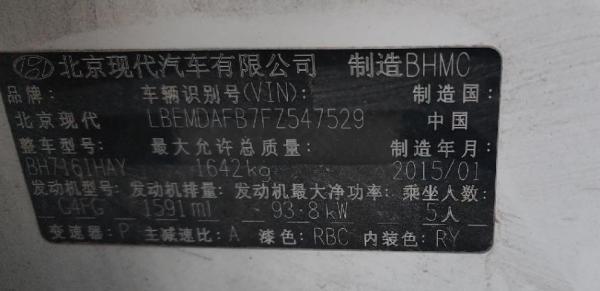 北京现代汽车有限公司 制造BHMC
品牌: 车辆识别号(VIN): 制造国:
北京现代 LBEMDAFB7FZ547529 中国
整车型号: 最大允许总质量: 制造年月:
BH7161HAY 1642kg 2015/01
发动机型号: 发动机排量: 发动机最大净功率: 乘坐人数:
G4FG 1591ml 93.8kW 5人
变速器: P 主减速比: A 漆色: RBC 内装色: RY